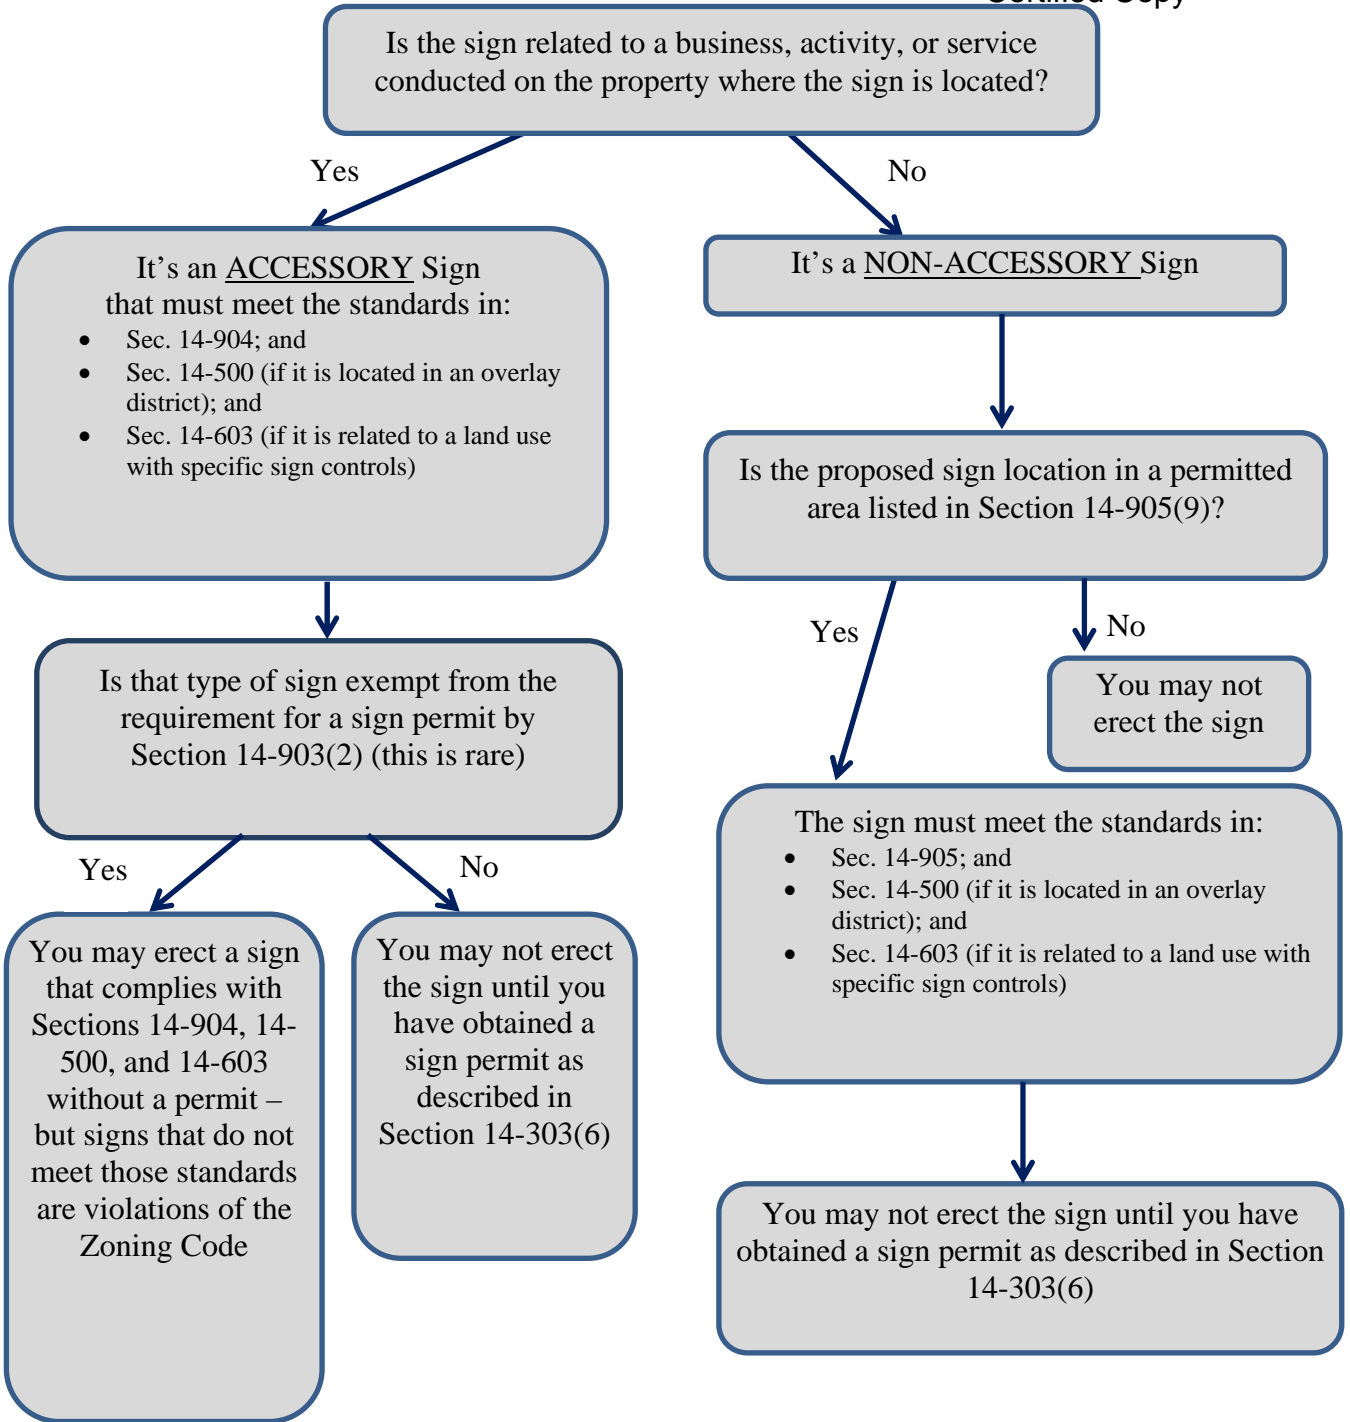 Certified Copy
Is the sign related to a business, activity, or service
conducted on the property where the sign is located?
Yes
No
It’s an ACCESSORY Sign
that must meet the standards in:
• Sec. 14-904; and
• Sec. 14-500 (if it is located in an overlay
district); and
• Sec. 14-603 (if it is related to a land use
with specific sign controls)
It’s a NON-ACCESSORY Sign
Is the proposed sign location in a permitted
area listed in Section 14-905(9)?
Yes
No
You may not
erect the sign
Is that type of sign exempt from the
requirement for a sign permit by
Section 14-903(2) (this is rare)
Yes
No
You may erect a sign
that complies with
Sections 14-904, 14-
500, and 14-603
without a permit –
but signs that do not
meet those standards
are violations of the
Zoning Code
You may not erect
the sign until you
have obtained a
sign permit as
described in
Section 14-303(6)
The sign must meet the standards in:
• Sec. 14-905; and
• Sec. 14-500 (if it is located in an overlay
district); and
• Sec. 14-603 (if it is related to a land use with
specific sign controls)
You may not erect the sign until you have
obtained a sign permit as described in Section
14-303(6)